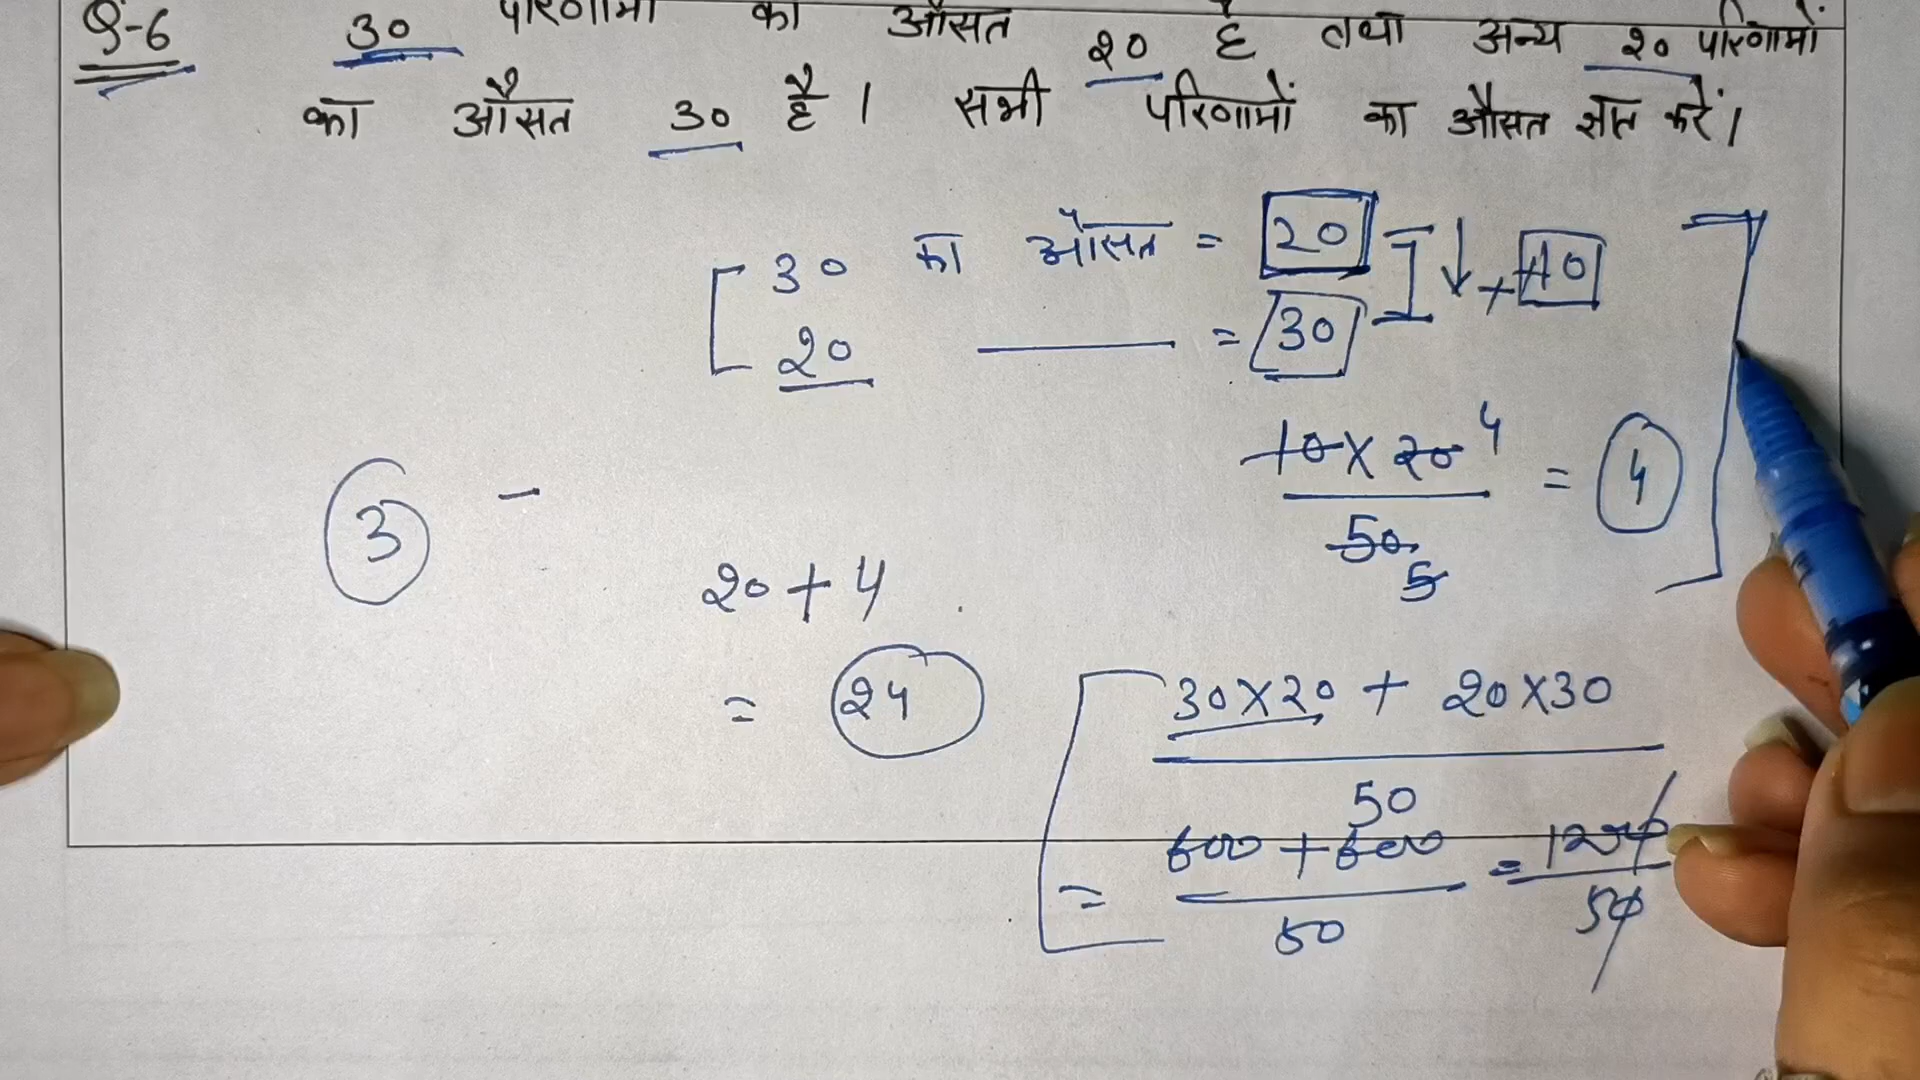 Q-6 30 परिणामों का औसत 20 है तथा अन्य 20 परिणामों
का औसत 30 है । सभी परिणामों का औसत ज्ञात करें ।
30 का औसत = 20 ↓ + 10
20 ——— = 30
10 × 20 4
50 5
= 4
3 -
20 + 4
= 24
30×20 + 20×30
50
= 600 + 600 = 1200
50 50